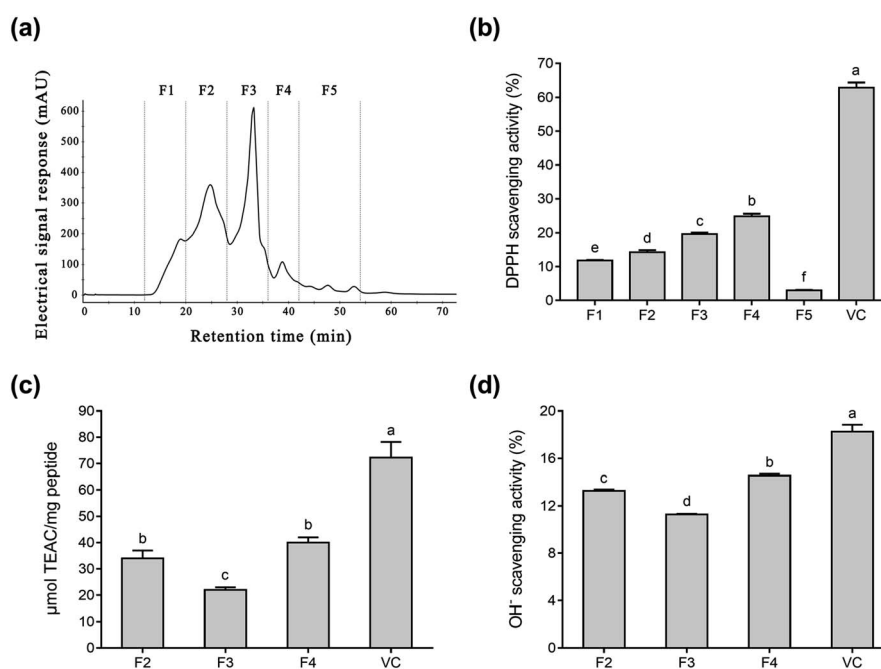 (a)
F1 F2 F3 F4 F5
Electrical signal response (mAU)
600
500
400
300
200
100
0
0 10 20 30 40 50 60 70
Retention time (min)
(b)
DPPH scavenging activity (%)
70
60
50
40
30
20
10
0
e d c b f a
F1 F2 F3 F4 F5 VC
(c)
μmol TEAC/mg peptide
90
80
70
60
50
40
30
20
10
0
b c b a
F2 F3 F4 VC
(d)
OH⁻ scavenging activity (%)
20
16
12
8
4
0
c d b a
F2 F3 F4 VC